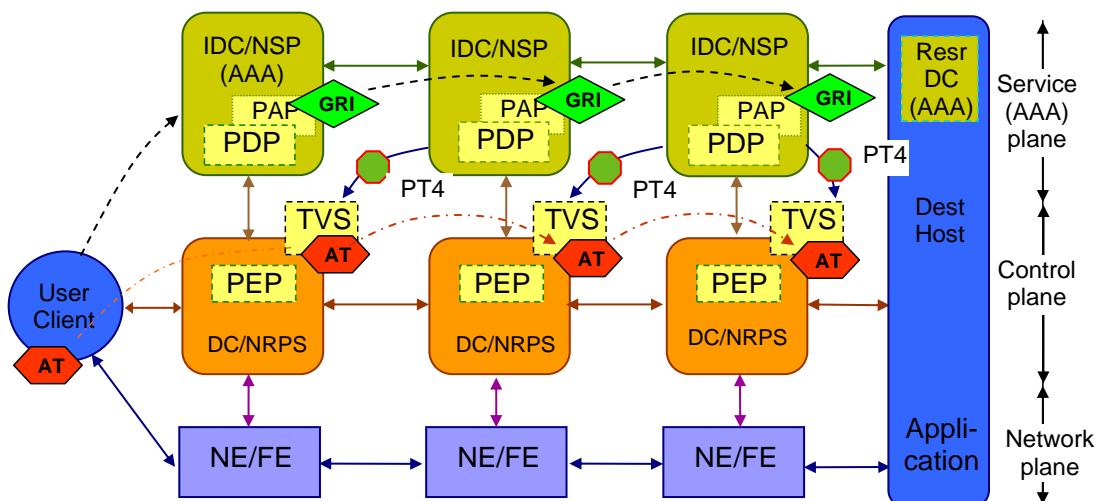 IDC/NSP
(AAA)
PAP
GRI
PDP
IDC/NSP
PAP
GRI
PDP
IDC/NSP
PAP
GRI
PDP
Resr
DC
(AAA)
Service
(AAA)
plane
PT4
PT4
PT4
TVS
AT
PEP
DC/NRPS
TVS
AT
PEP
DC/NRPS
TVS
AT
PEP
DC/NRPS
Dest
Host
Control
plane
User
Client
AT
NE/FE
NE/FE
NE/FE
Appli-
cation
Network
plane